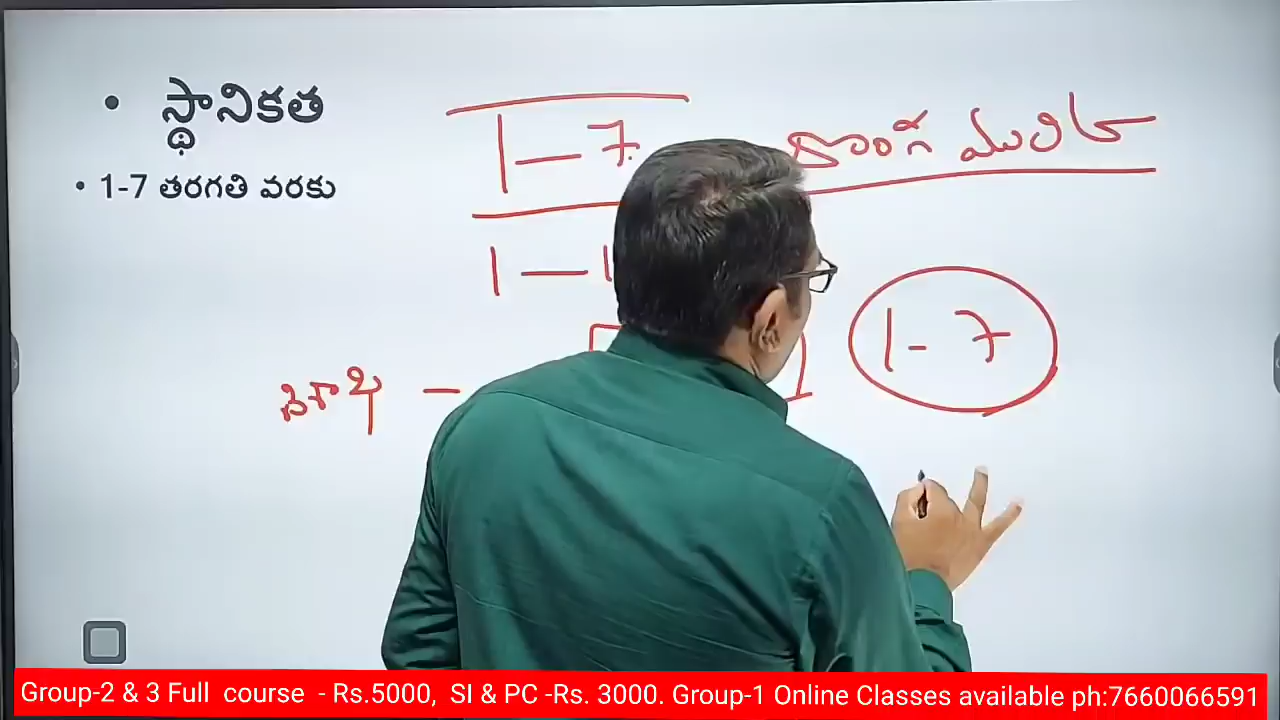 • స్థానికత
1-7
• 1-7 తరగతి వరకు
1-1
1-7
Group-2 & 3 Full course - Rs.5000, SI & PC -Rs. 3000. Group-1 Online Classes available ph:7660066591